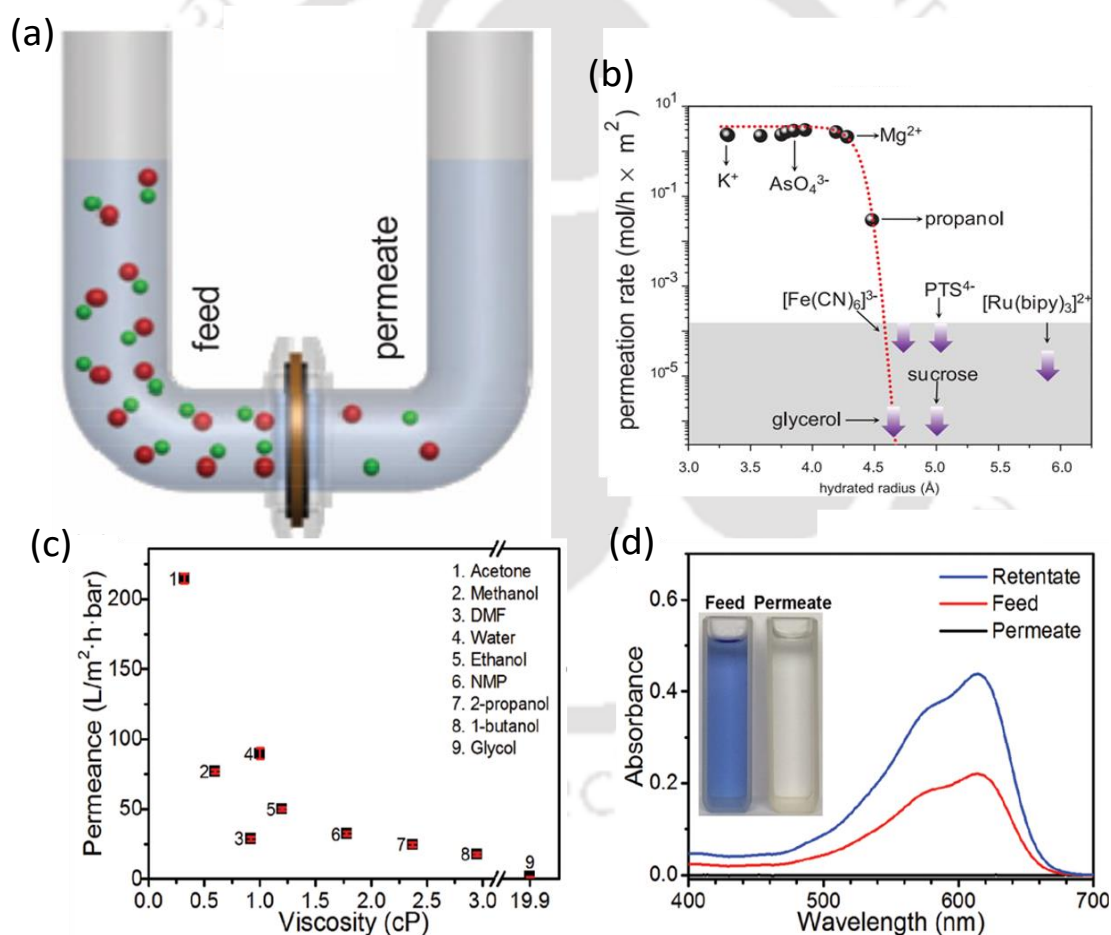 (a)
feed
permeate
(b)
permeation rate (mol/h × m²)
10¹
10⁻¹
10⁻³
10⁻⁵
K⁺
AsO₄³⁻
Mg²⁺
propanol
[Fe(CN)₆]³⁻
PTS⁴⁻
[Ru(bipy)₃]²⁺
sucrose
glycerol
3.0 3.5 4.0 4.5 5.0 5.5 6.0
hydrated radius (Å)
(c)
Permeance (L/m²·h·bar)
200
150
100
50
0
1
2
3
4
5
6
7
8
9
1. Acetone
2. Methanol
3. DMF
4. Water
5. Ethanol
6. NMP
7. 2-propanol
8. 1-butanol
9. Glycol
0.0 0.5 1.0 1.5 2.0 2.5 3.0 19.9
Viscosity (cP)
(d)
Absorbance
0.6
0.4
0.2
0.0
Feed Permeate
Retentate
Feed
Permeate
400 500 600 700
Wavelength (nm)